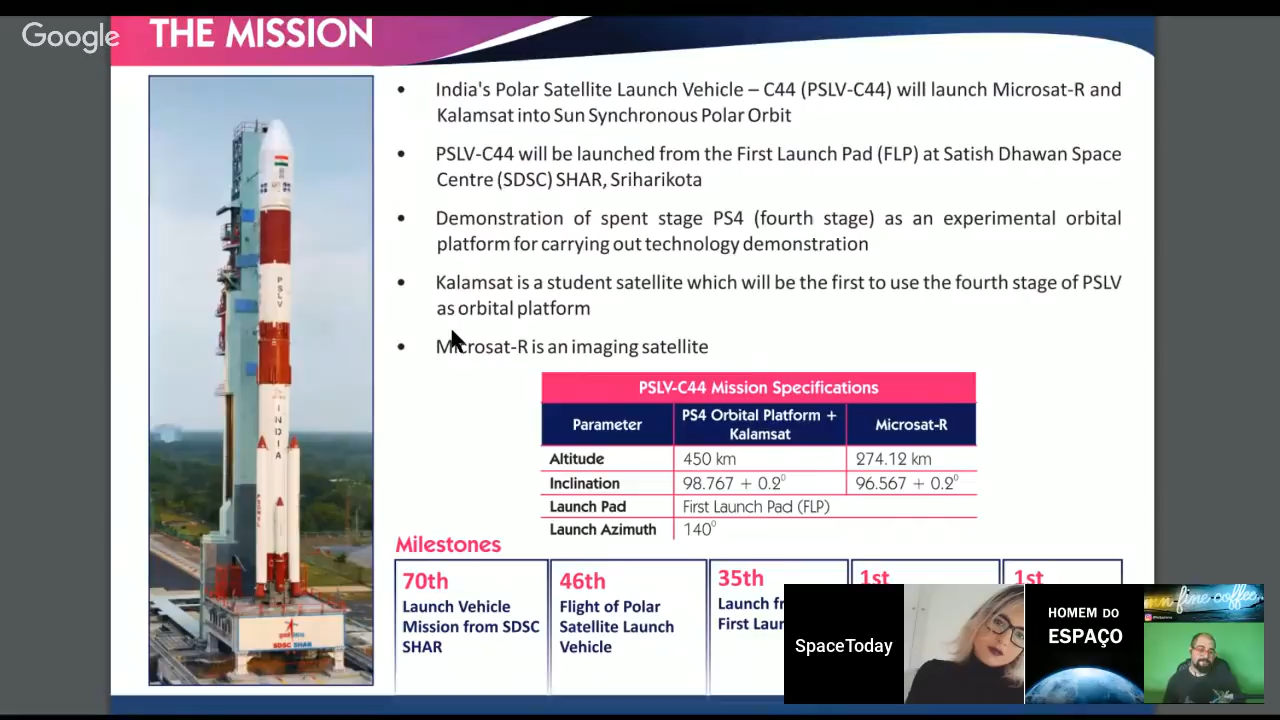 Google
THE MISSION
• India's Polar Satellite Launch Vehicle – C44 (PSLV-C44) will launch Microsat-R and
Kalamsat into Sun Synchronous Polar Orbit
• PSLV-C44 will be launched from the First Launch Pad (FLP) at Satish Dhawan Space
Centre (SDSC) SHAR, Sriharikota
• Demonstration of spent stage PS4 (fourth stage) as an experimental orbital
platform for carrying out technology demonstration
• Kalamsat is a student satellite which will be the first to use the fourth stage of PSLV
as orbital platform
• Microsat-R is an imaging satellite
PSLV
INDIA
SDSC SHAR
PSLV-C44 Mission Specifications
Parameter PS4 Orbital Platform + Kalamsat Microsat-R
Altitude 450 km 274.12 km
Inclination 98.767 + 0.2⁰ 96.567 + 0.2⁰
Launch Pad First Launch Pad (FLP)
Launch Azimuth 140⁰
Milestones
70th
Launch Vehicle
Mission from SDSC
SHAR
46th
Flight of Polar
Satellite Launch
Vehicle
35th
Launch
First
1st
1st
SpaceToday
HOMEM DO
ESPAÇO
fine coffee